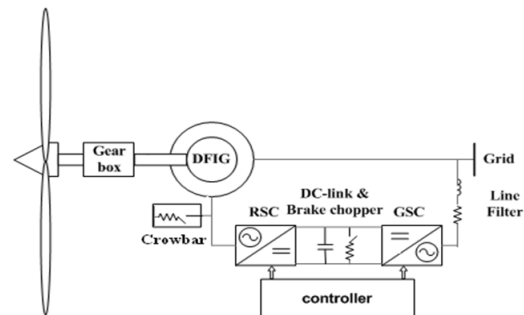 Gear
box
DFIG
Grid
DC-link &
Brake chopper
RSC
GSC
Line
Filter
Crowbar
controller